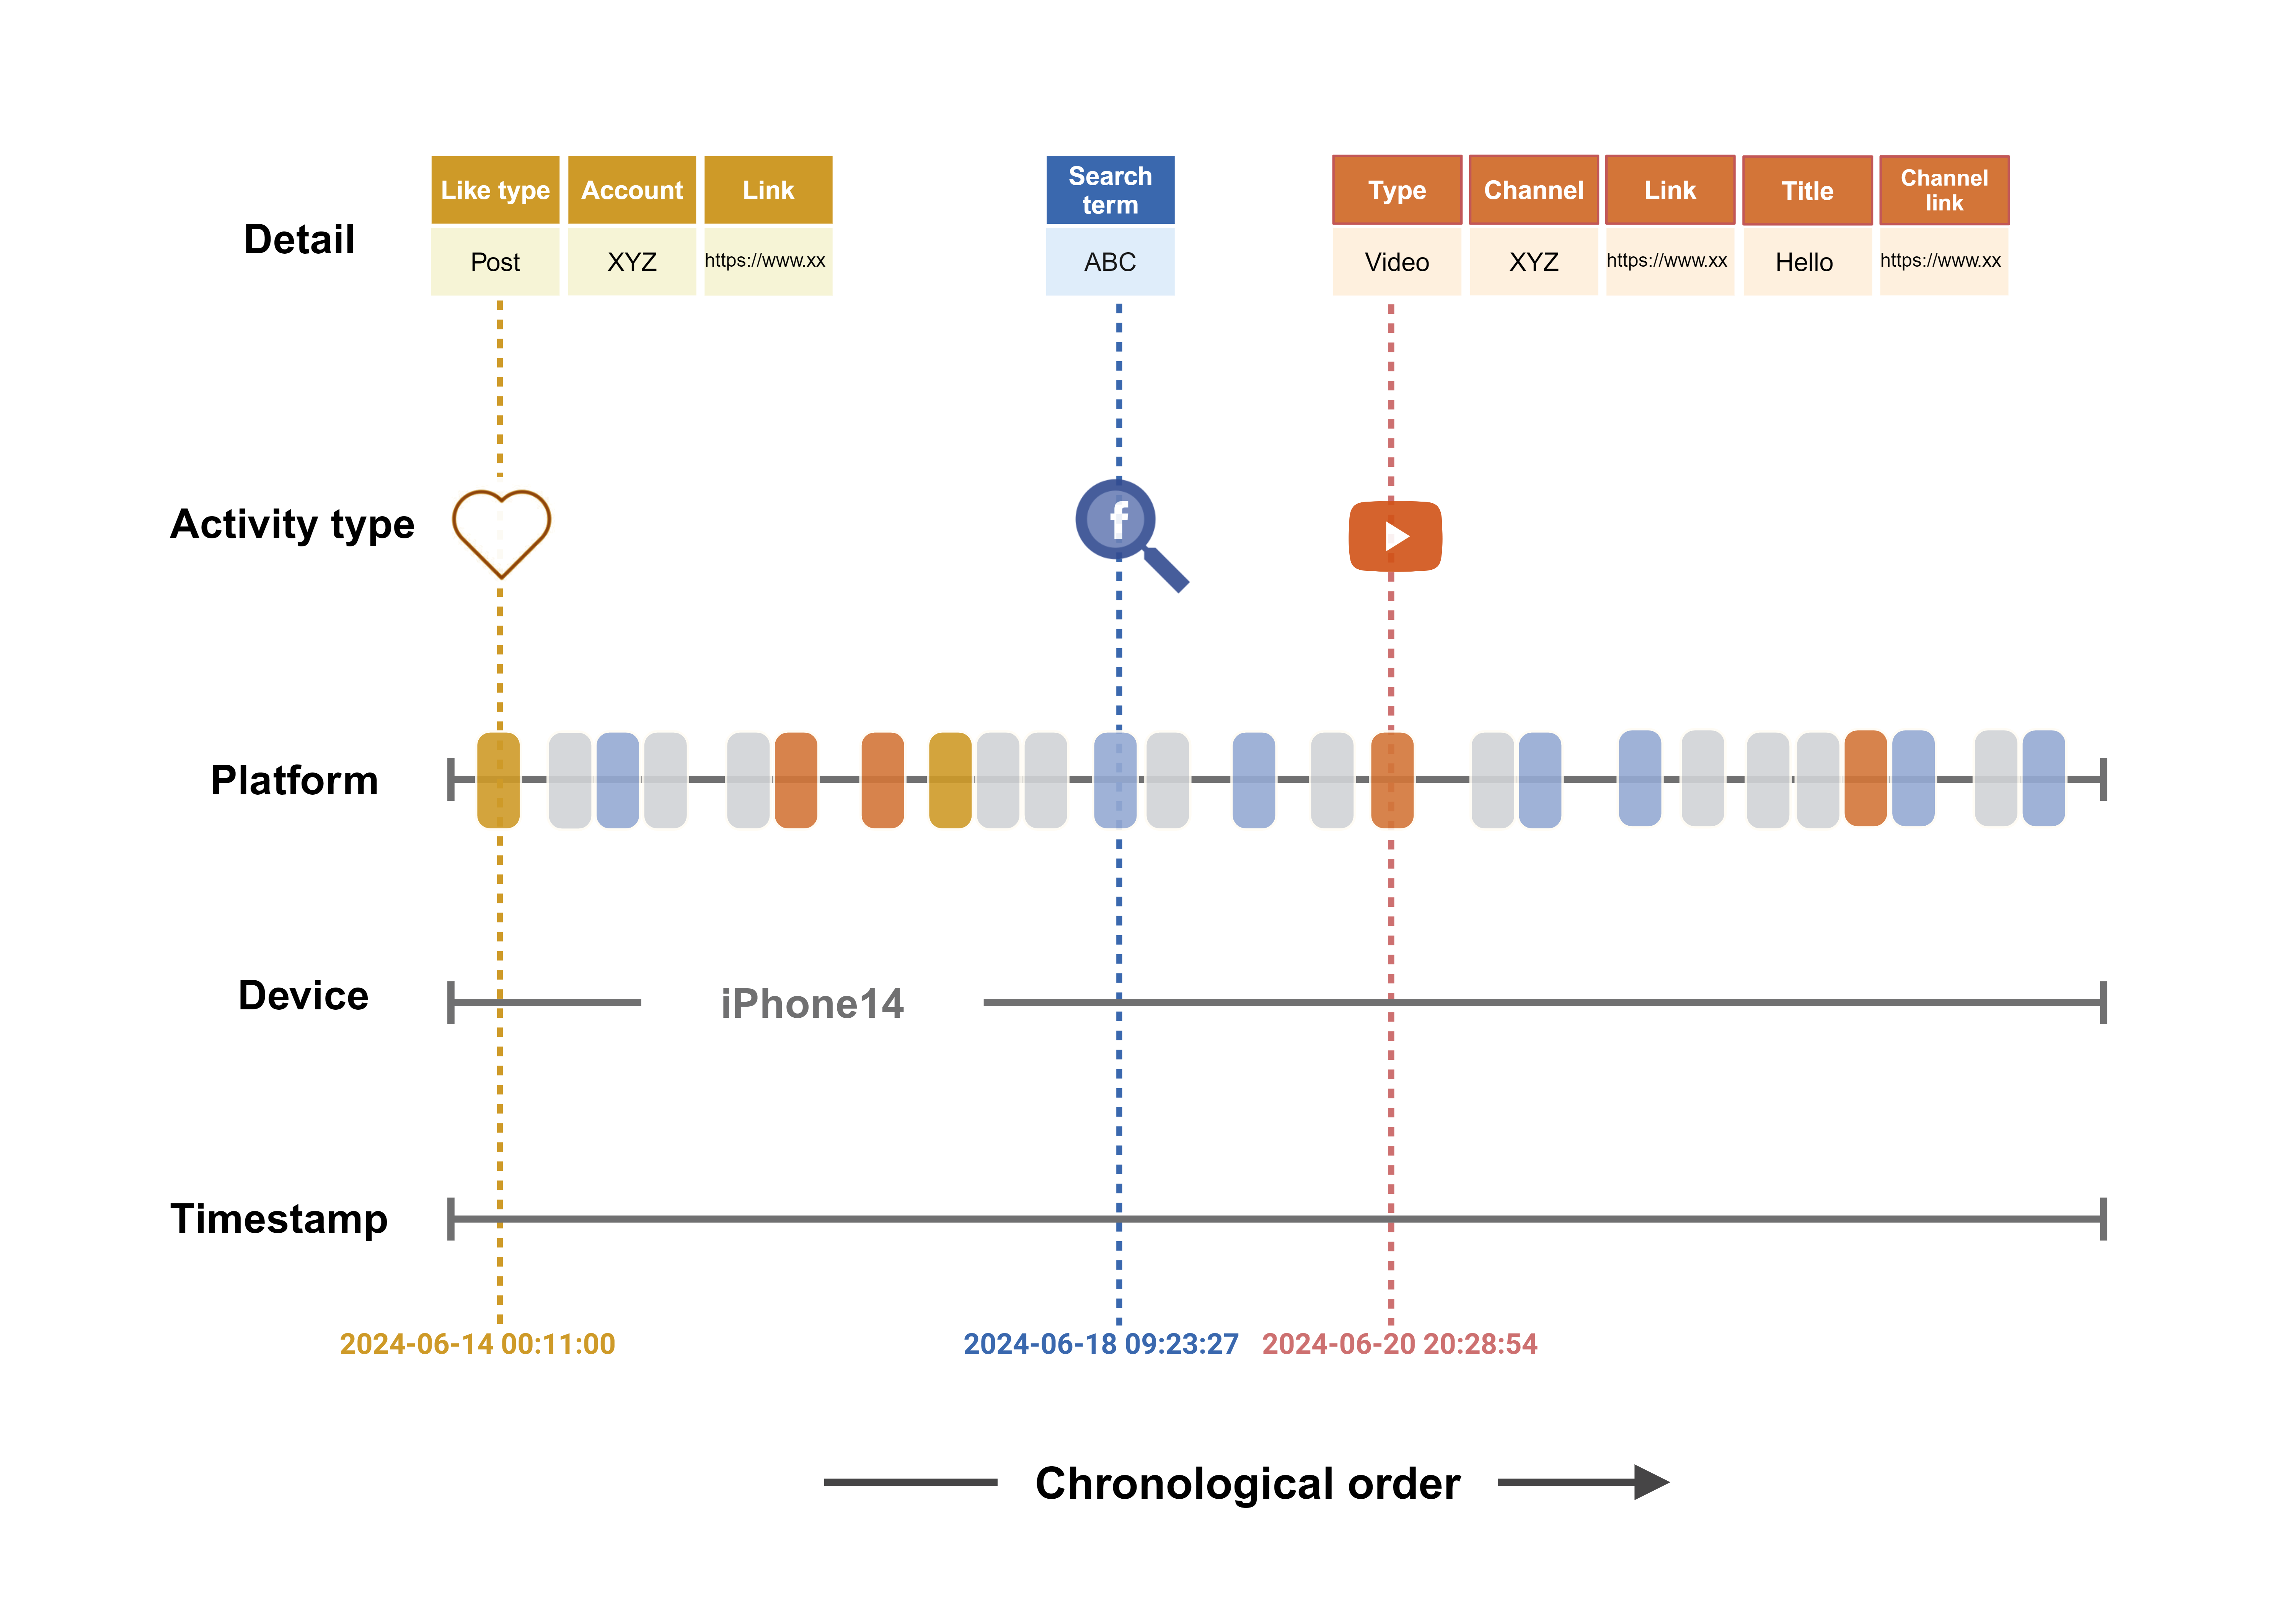 Detail
Like type Account Link
Post XYZ https://www.xx
Search
term
ABC
Type Channel Link Title Channel
link
Video XYZ https://www.xx Hello https://www.xx
Activity type
f
Platform
Device
iPhone14
Timestamp
2024-06-14 00:11:00
2024-06-18 09:23:27
2024-06-20 20:28:54
Chronological order